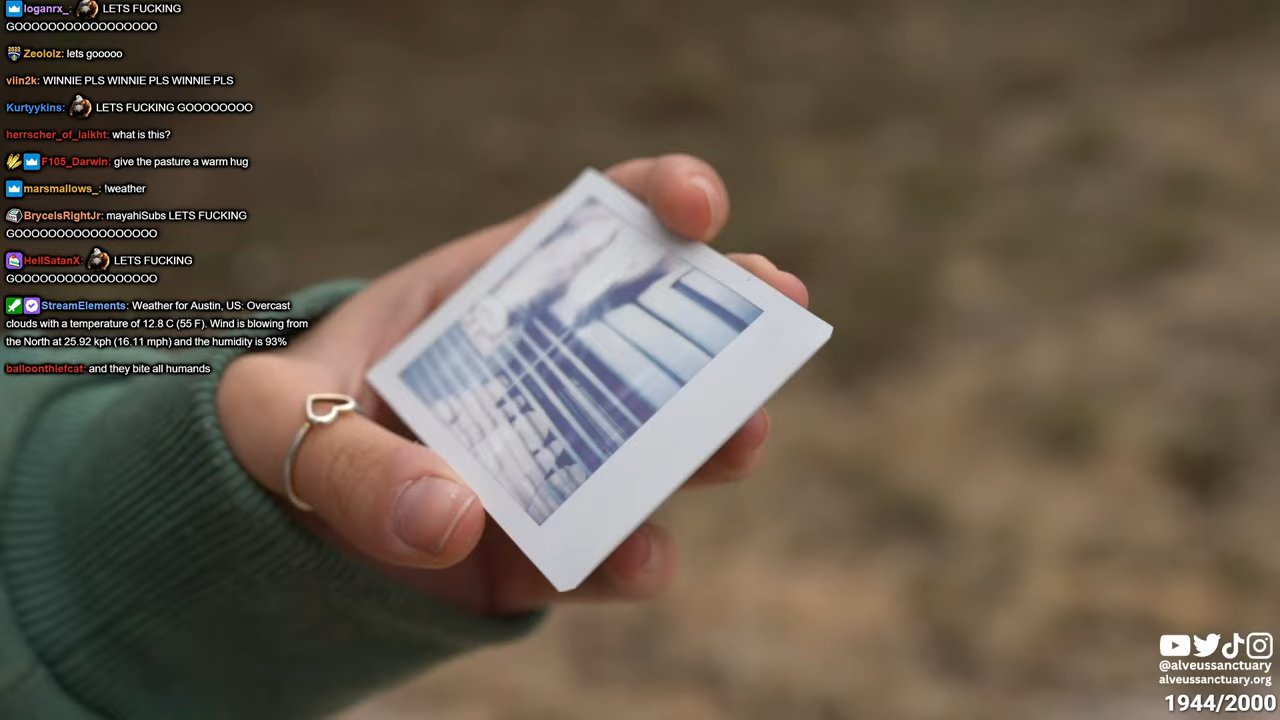 loganrx_: LETS FUCKING
GOOOOOOOOOOOOOOOOO
Zeololz: lets gooooo
viin2k: WINNIE PLS WINNIE PLS WINNIE PLS
Kurtyykins: LETS FUCKING GOOOOOOOO
herrscher_of_laikht: what is this?
F105_Darwin: give the pasture a warm hug
marsmallows_: !weather
BryceIsRightJr: mayahiSubs LETS FUCKING
GOOOOOOOOOOOOOOOOO
HellSatanX: LETS FUCKING
GOOOOOOOOOOOOOOOOO
StreamElements: Weather for Austin, US: Overcast
clouds with a temperature of 12.8 C (55 F). Wind is blowing from
the North at 25.92 kph (16.11 mph) and the humidity is 93%
balloonthiefcat: and they bite all humands
@alveussanctuary
alveussanctuary.org
1944/2000